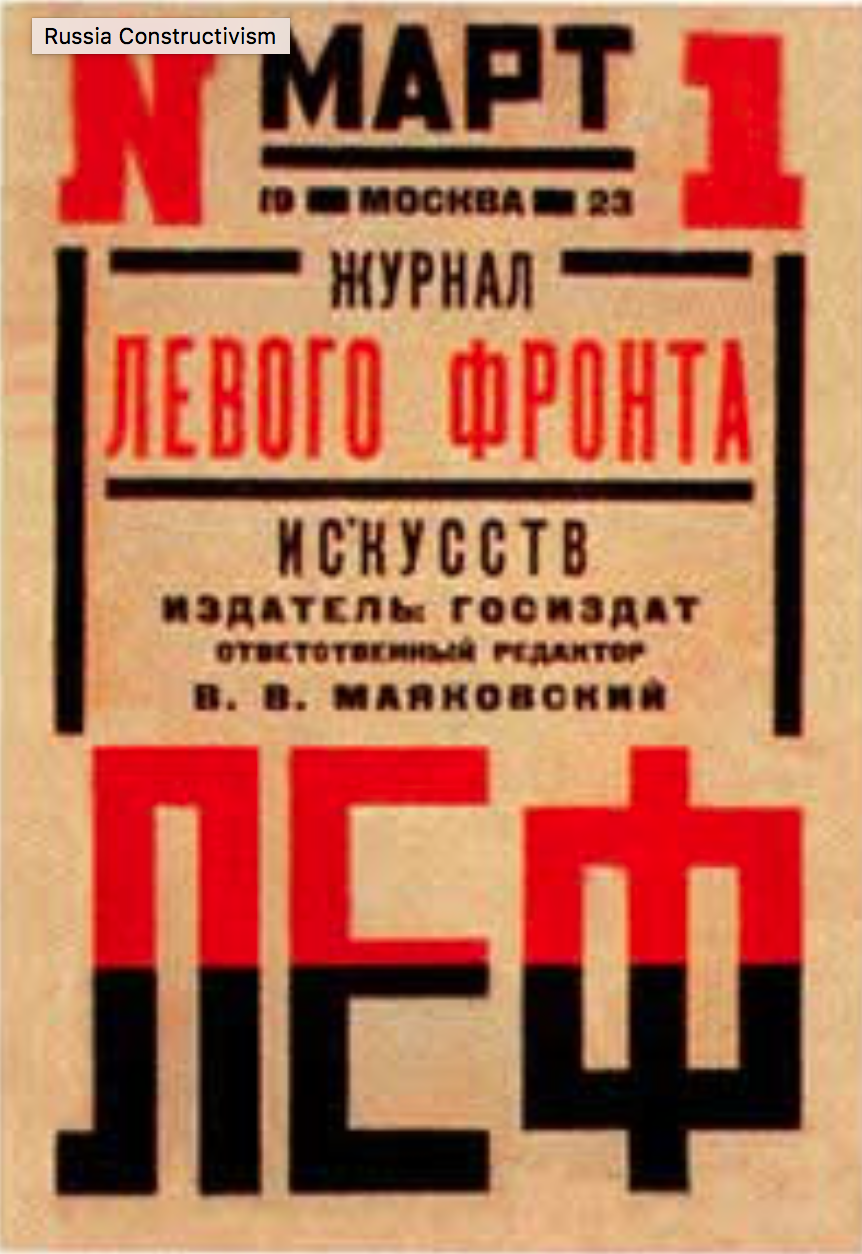 Russia Constructivism
N МАРТ 1
19 МОСКВА 23
ЖУРНАЛ
ЛЕВОГО ФРОНТА
ИСКУССТВ
ИЗДАТЕЛЬ: ГОСИЗДАТ
ОТВЕТСТВЕННЫЙ РЕДАКТОР
В. В. МАЯКОВСКИЙ
ЛЕФ